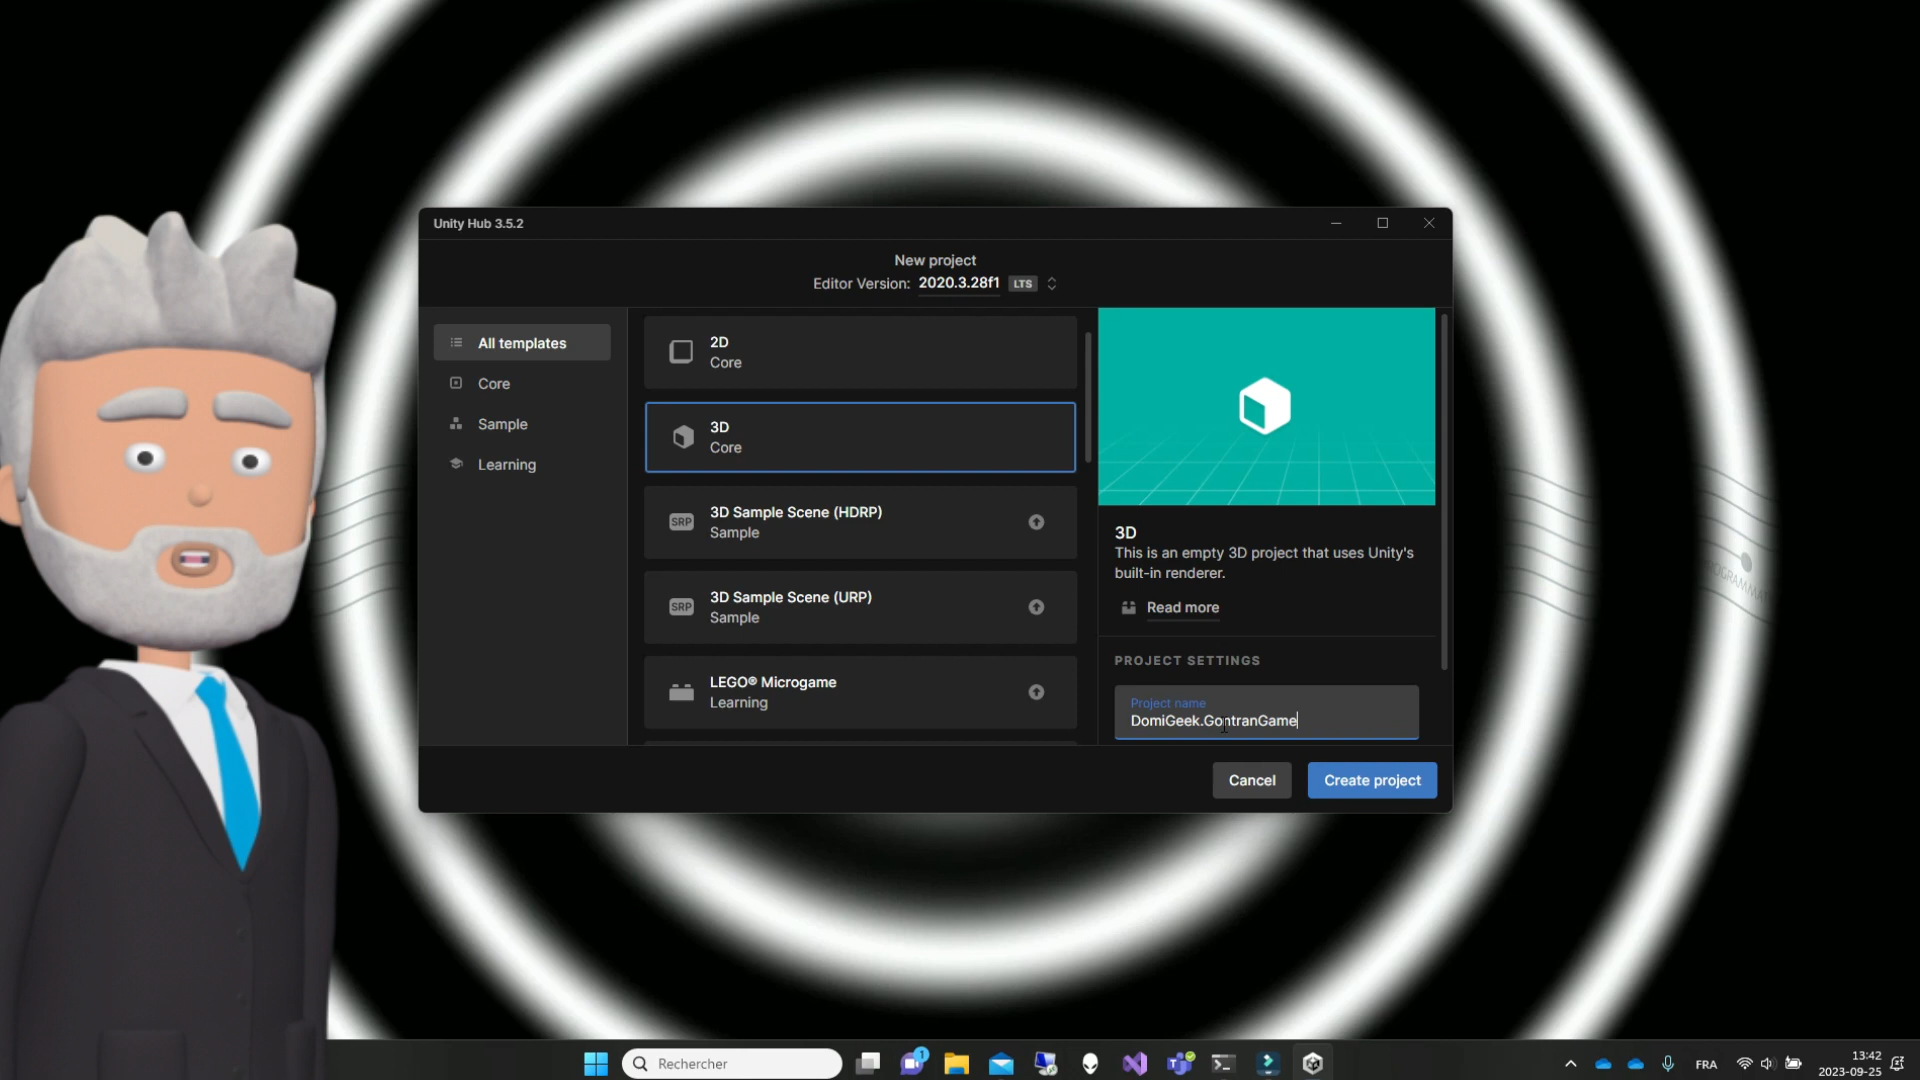 Unity Hub 3.5.2
New project
Editor Version: 2020.3.28f1 LTS
All templates
Core
Sample
Learning
2D
Core
3D
Core
SRP
3D Sample Scene (HDRP)
Sample
SRP
3D Sample Scene (URP)
Sample
LEGO® Microgame
Learning
3D
This is an empty 3D project that uses Unity's
built-in renderer.
Read more
PROJECT SETTINGS
Project name
DomiGeek.GontranGame
Cancel
Create project
Rechercher
1
FRA
13:42
2023-09-25